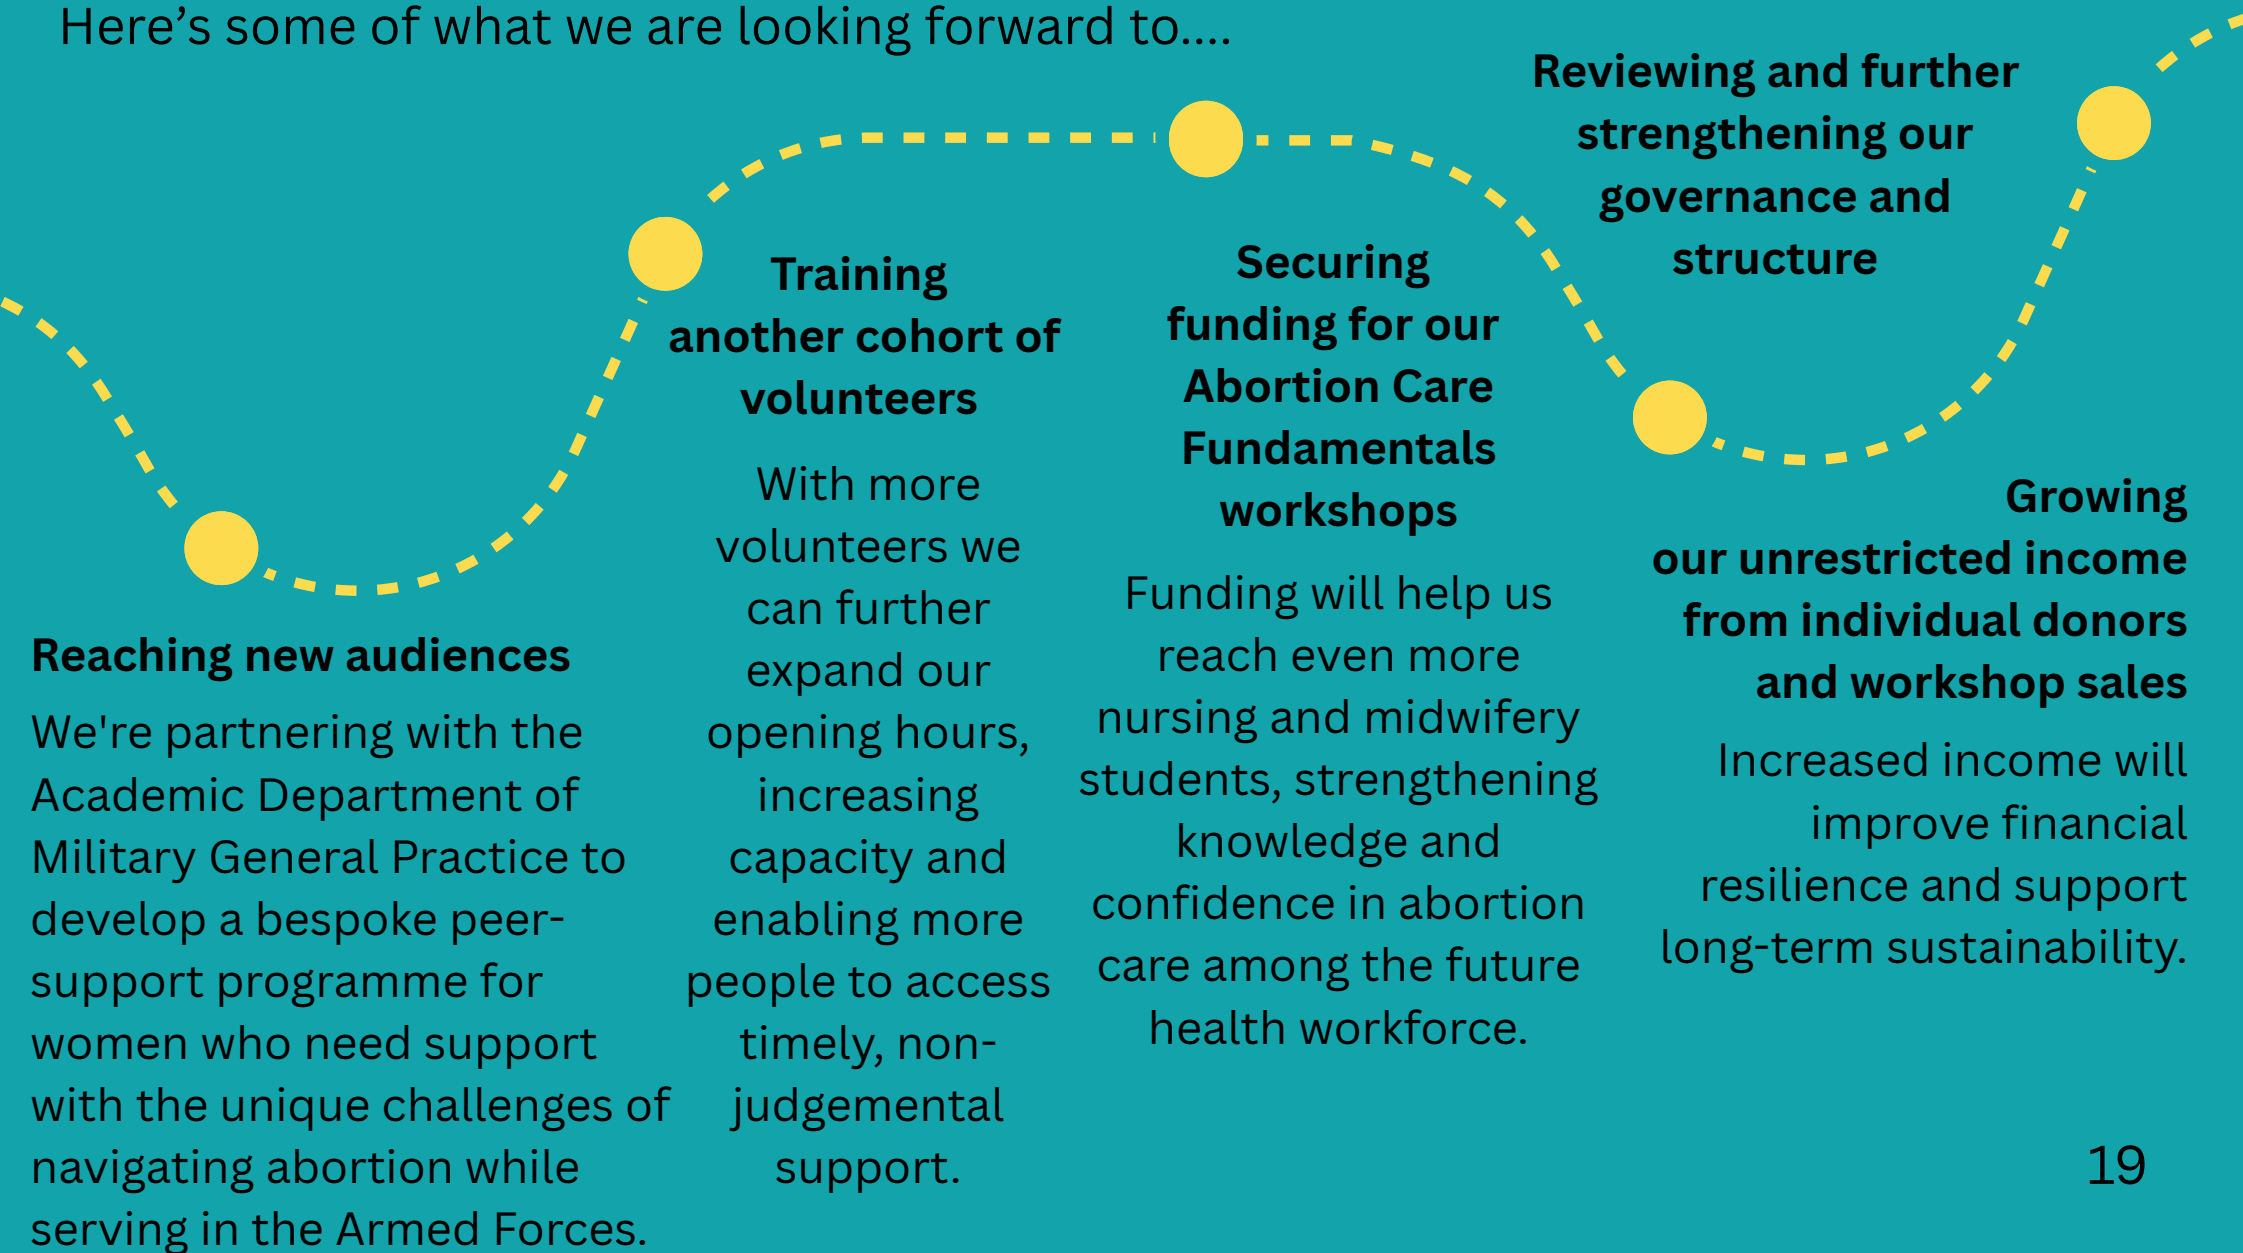 Here’s some of what we are looking forward to....
Reaching new audiences
We're partnering with the
Academic Department of
Military General Practice to
develop a bespoke peer-
support programme for
women who need support
with the unique challenges of
navigating abortion while
serving in the Armed Forces.
Training
another cohort of
volunteers
With more
volunteers we
can further
expand our
opening hours,
increasing
capacity and
enabling more
people to access
timely, non-
judgemental
support.
Securing
funding for our
Abortion Care
Fundamentals
workshops
Funding will help us
reach even more
nursing and midwifery
students, strengthening
knowledge and
confidence in abortion
care among the future
health workforce.
Reviewing and further
strengthening our
governance and
structure
Growing
our unrestricted income
from individual donors
and workshop sales
Increased income will
improve financial
resilience and support
long-term sustainability.
19